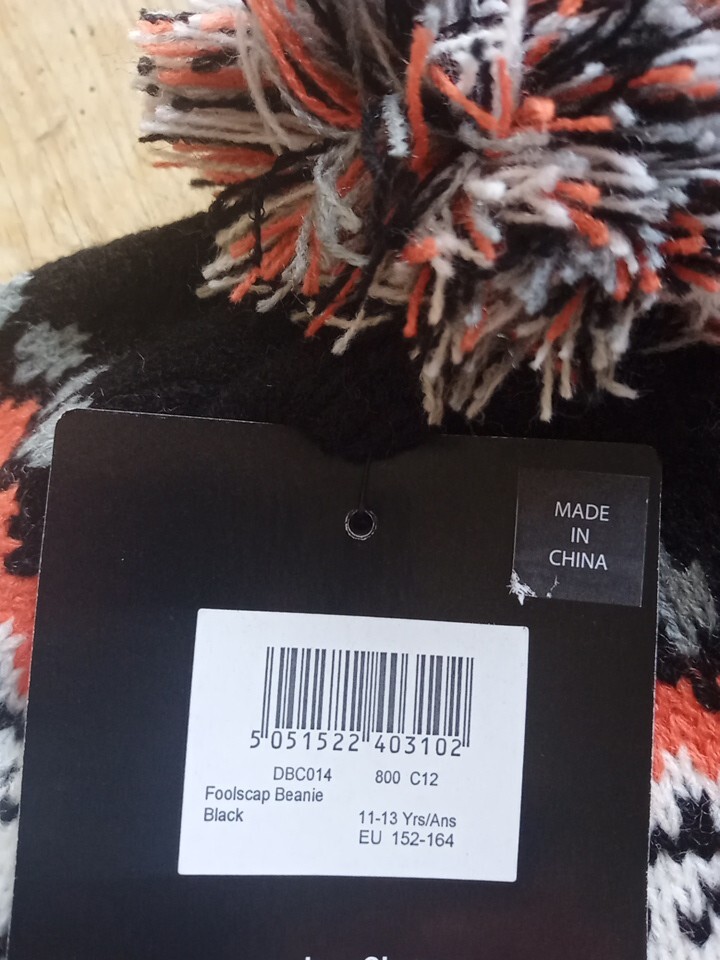 MADE
IN
CHINA
5 051522 403102
DBC014 800 C12
Foolscap Beanie
Black 11-13 Yrs/Ans
EU 152-164